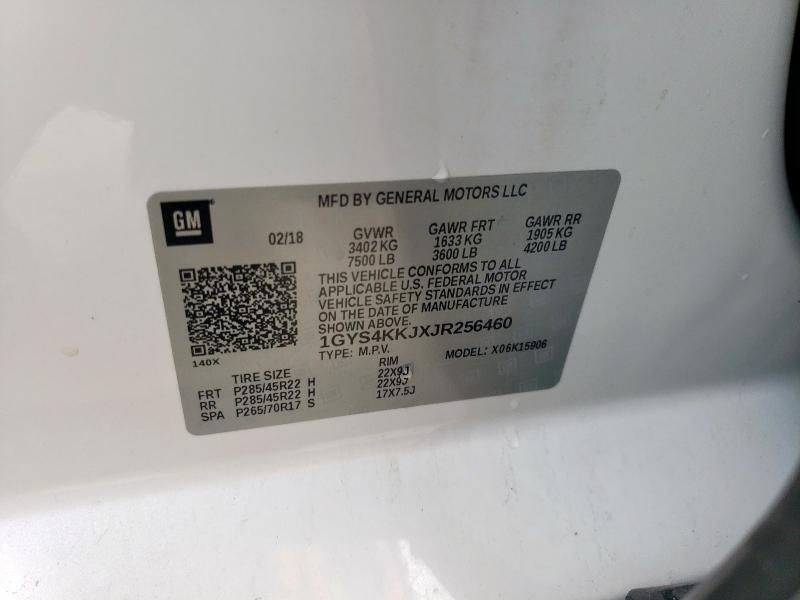 GM
MFD BY GENERAL MOTORS LLC
02/18
GVWR GAWR FRT GAWR RR
3402 KG 1633 KG 1905 KG
7500 LB 3600 LB 4200 LB
THIS VEHICLE CONFORMS TO ALL
APPLICABLE U.S. FEDERAL MOTOR
VEHICLE SAFETY STANDARDS IN EFFECT
ON THE DATE OF MANUFACTURE
SHOWN ABOVE.
1GYS4KKJXJR256460
140X
TYPE: M.P.V. MODEL: X06K15906
TIRE SIZE RIM
FRT P285/45R22 H 22X9J
RR P285/45R22 H 22X9J
SPA P265/70R17 S 17X7.5J